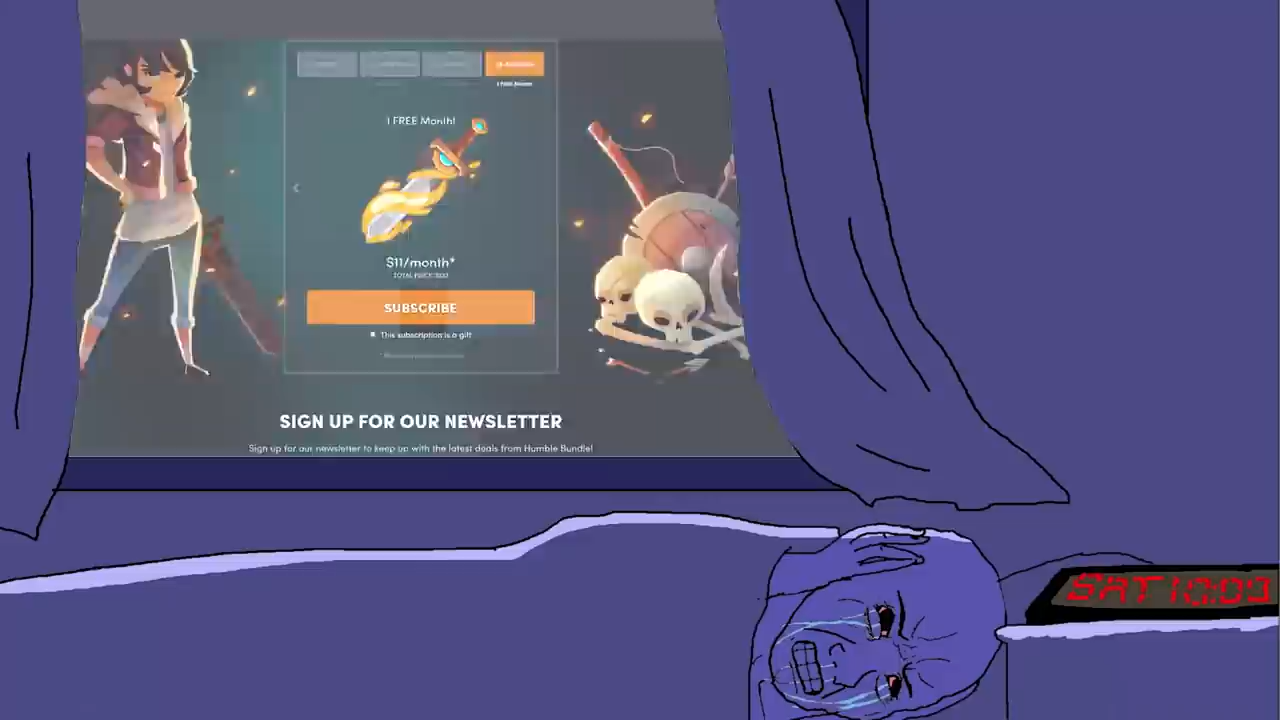 1 FREE Month!
$11/month*
SUBSCRIBE
This subscription is a gift
SIGN UP FOR OUR NEWSLETTER
Sign up for our newsletter to keep up with the latest deals from Humble Bundle!
SAT 10:00